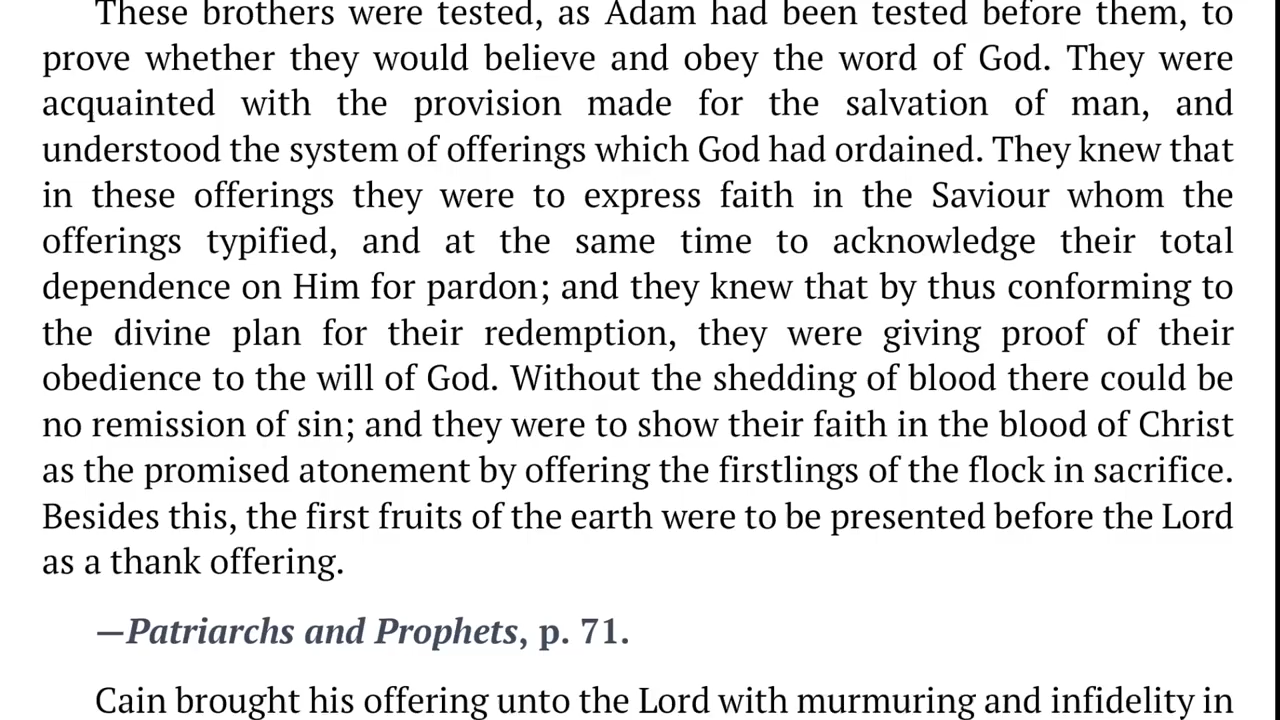 These brothers were tested, as Adam had been tested before them, to
prove whether they would believe and obey the word of God. They were
acquainted with the provision made for the salvation of man, and
understood the system of offerings which God had ordained. They knew that
in these offerings they were to express faith in the Saviour whom the
offerings typified, and at the same time to acknowledge their total
dependence on Him for pardon; and they knew that by thus conforming to
the divine plan for their redemption, they were giving proof of their
obedience to the will of God. Without the shedding of blood there could be
no remission of sin; and they were to show their faith in the blood of Christ
as the promised atonement by offering the firstlings of the flock in sacrifice.
Besides this, the first fruits of the earth were to be presented before the Lord
as a thank offering.
—Patriarchs and Prophets, p. 71.
Cain brought his offering unto the Lord with murmuring and infidelity in